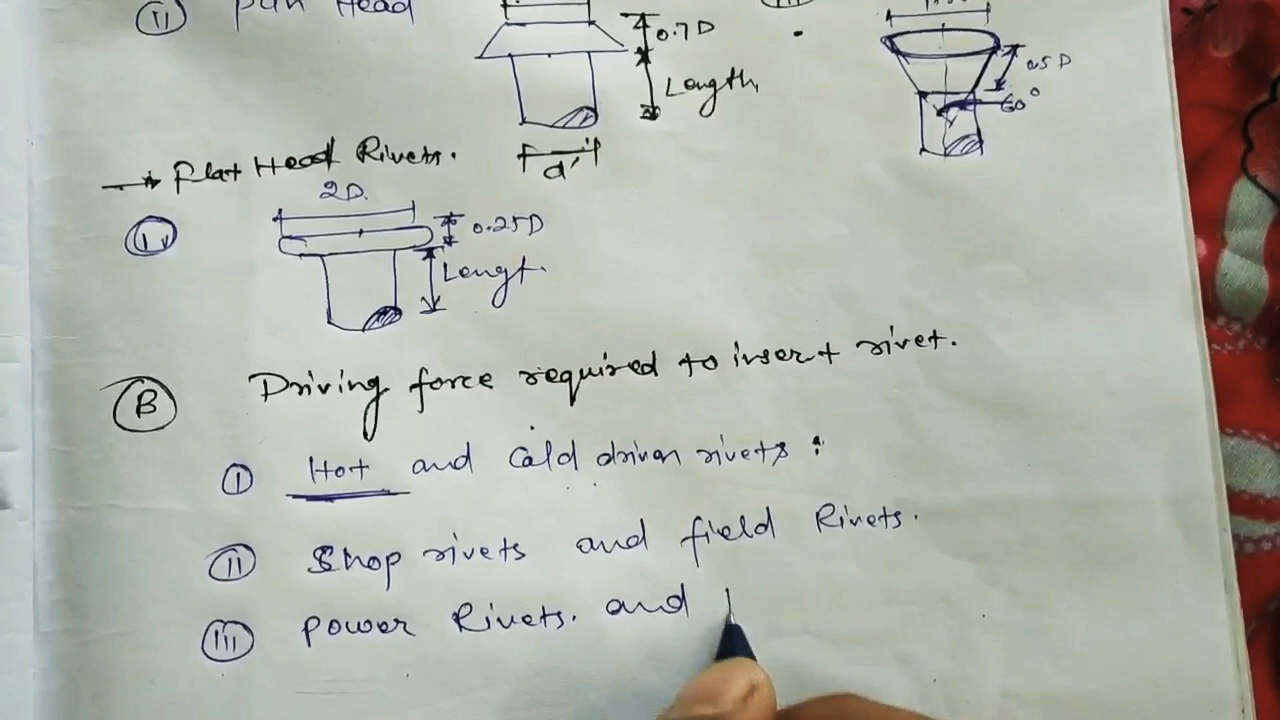 (ii) Pan Head
0.7D
Length,
0.5D
60°
'd'
→ Flat Head Rivets.
(iv)
2D.
0.25D
Lengt.
(B) Driving force required to insert rivet.
(I) Hot and Cold driven rivets :
(II) Shop rivets and field Rivets.
(III) Power Rivets. and